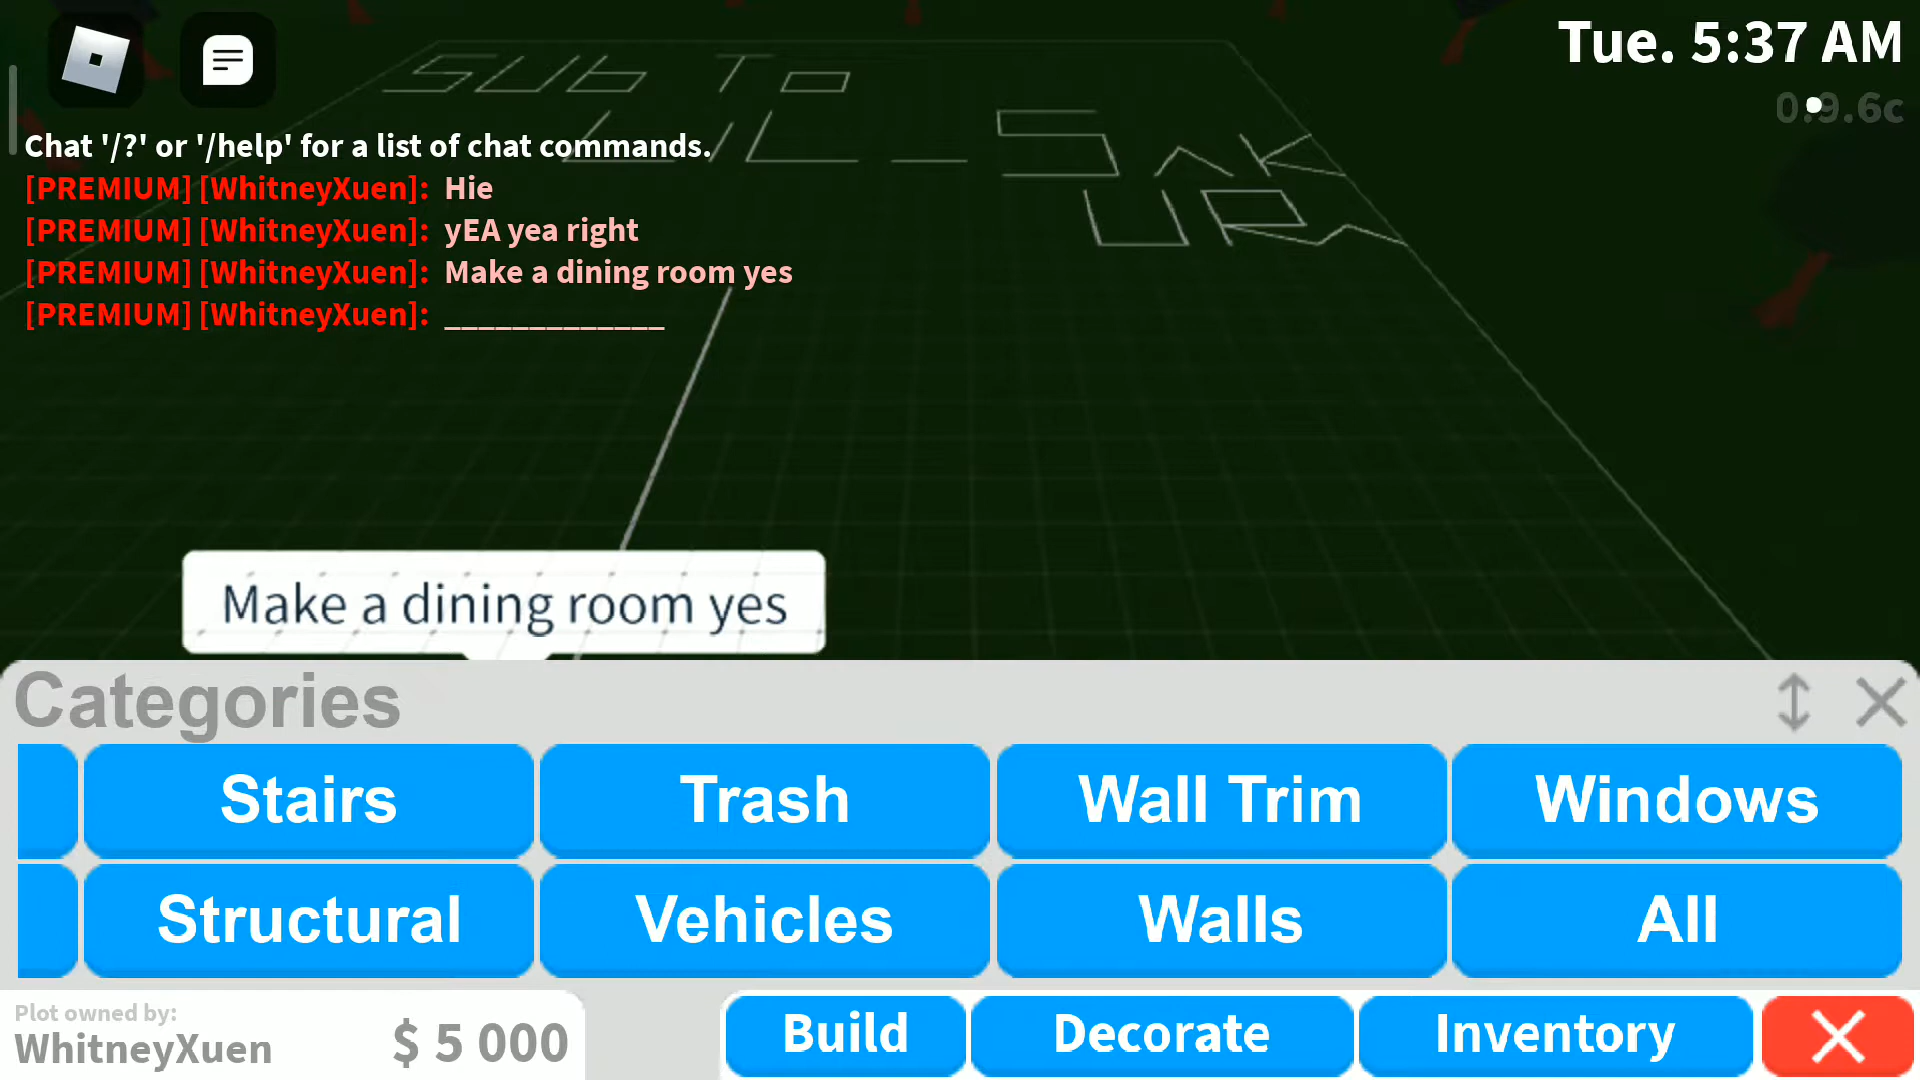 Tue. 5:37 AM
0.9.6c
Sub To
Chat '/?' or '/help' for a list of chat commands.
[PREMIUM] [WhitneyXuen]: Hie
[PREMIUM] [WhitneyXuen]: yEA yea right
[PREMIUM] [WhitneyXuen]: Make a dining room yes
[PREMIUM] [WhitneyXuen]: _____________
Make a dining room yes
Categories
Stairs
Trash
Wall Trim
Windows
Structural
Vehicles
Walls
All
Plot owned by:
WhitneyXuen
$ 5 000
Build
Decorate
Inventory